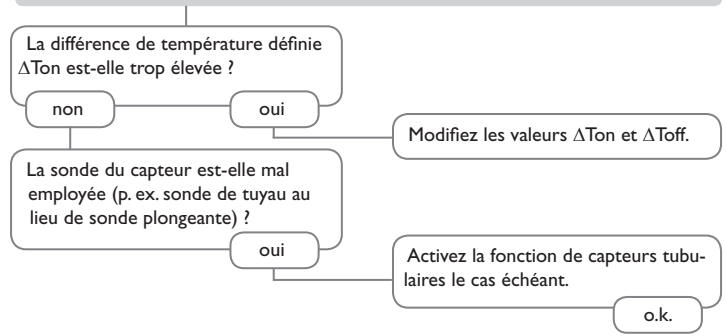 La différence de température définie
ΔTon est-elle trop élevée ?
non
oui
Modifiez les valeurs ΔTon et ΔToff.
La sonde du capteur est-elle mal
employée (p. ex. sonde de tuyau au
lieu de sonde plongeante) ?
oui
Activez la fonction de capteurs tubu-
laires le cas échéant.
o.k.